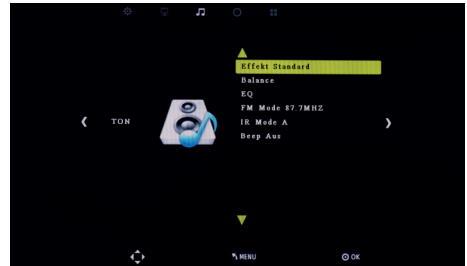 Effekt Standard
Balance
EQ
FM Mode 87.7MHZ
TON
IR Mode A
Beep Aus
MENU
OK